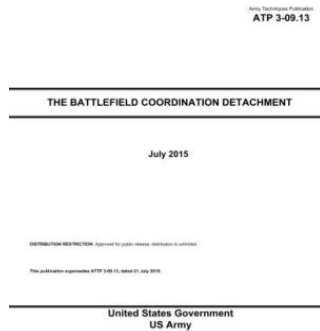 Army Techniques Publication
ATP 3-09.13
THE BATTLEFIELD COORDINATION DETACHMENT
July 2015
DISTRIBUTION RESTRICTION: Approved for public release; distribution is unlimited.
This publication supersedes ATTP 3-09.13, dated 21 July 2010.
United States Government
US Army